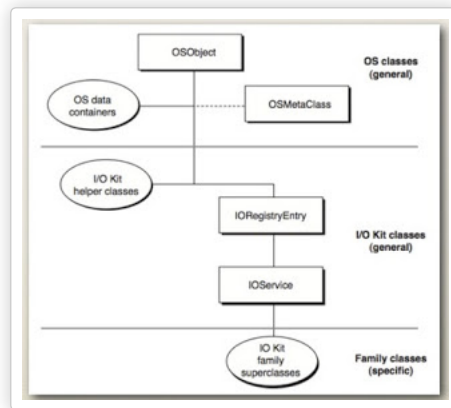 OSObject
OS classes
(general)
OS data
containers
OSMetaClass
I/O Kit
helper classes
IORegistryEntry
I/O Kit classes
(general)
IOService
IO Kit
family
superclasses
Family classes
(specific)